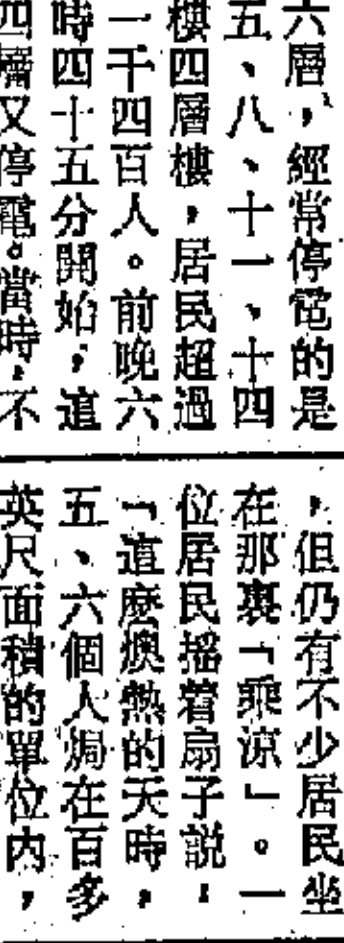 六層,經常停電的是
五、八、十一、十四
樓四層樓,居民超過
一千四百人。前晚六
時四十五分開始,這
四層又停電。當時,不
,但仍有不少居民坐
在那裏「乘涼」。一
位居民搖着扇子説:
「這麼燠熱的天時,
五、六個人焗在百多
英尺面積的單位內,